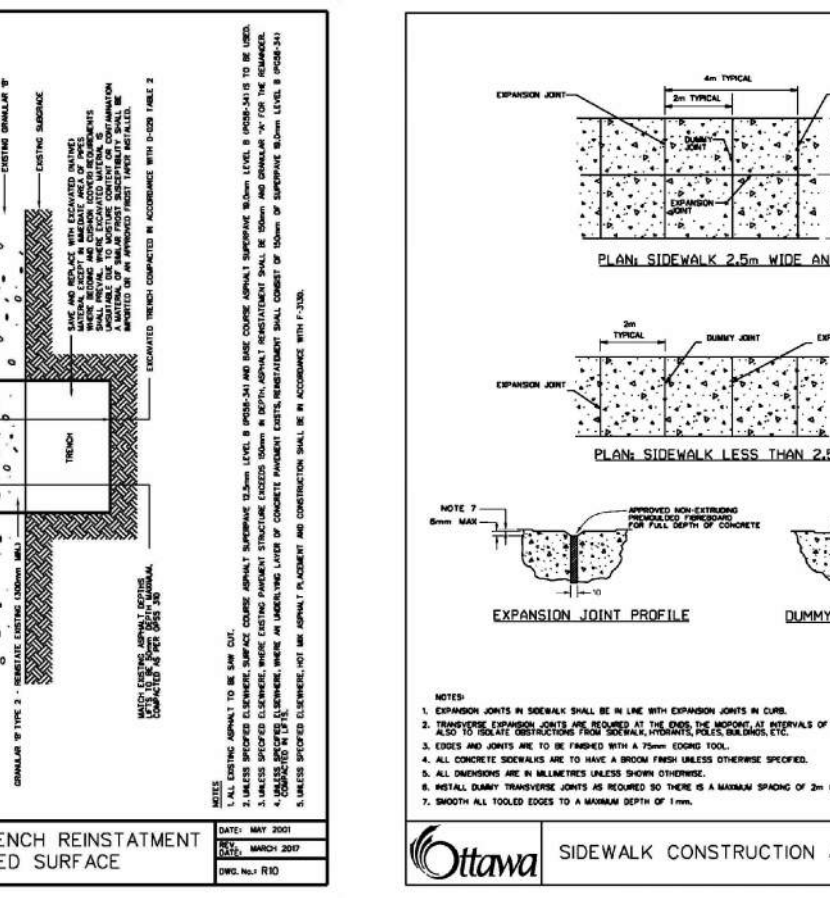 EXISTING GRANULAR 'B'
EXISTING SUBGRADE
SAVE AND REPLACE WITH EXCAVATED (NATIVE)
MATERIAL EXCEPT IN IMMEDIATE AREA OF PIPES
WHERE BEDDING AND CUSHION (COVER) REQUIREMENTS
SHALL PREVAIL. WHERE EXCAVATED MATERIAL IS
UNSUITABLE DUE TO MOISTURE CONTENT OR CONTAMINATION
A MATERIAL OF SIMILAR FROST SUSCEPTIBILITY SHALL BE
IMPORTED OR AN APPROVED FROST TAPER INSTALLED.
EXCAVATED TRENCH COMPACTED IN ACCORDANCE WITH D-029 TABLE 2
TRENCH
GRANULAR 'B' TYPE 2 - REINSTATE EXISTING (300mm MIN.)
MATCH EXISTING ASPHALT DEPTHS
LIFTS TO BE 50mm DEPTH MAXIMUM,
COMPACTED AS PER OPSS 310
NOTES
1. ALL EXISTING ASPHALT TO BE SAW CUT.
2. UNLESS SPECIFIED ELSEWHERE, SURFACE COURSE ASPHALT SUPERPAVE 12.5mm LEVEL B (PG58-34) AND BASE COURSE ASPHALT SUPERPAVE 19.0mm LEVEL B (PG58-34) IS TO BE USED.
3. UNLESS SPECIFIED ELSEWHERE, WHERE EXISTING PAVEMENT STRUCTURE EXCEEDS 150mm IN DEPTH, ASPHALT REINSTATEMENT SHALL BE 150mm AND GRANULAR "A" FOR THE REMAINDER.
4. UNLESS SPECIFIED ELSEWHERE, WHERE AN UNDERLYING LAYER OF CONCRETE PAVEMENT EXISTS, REINSTATEMENT SHALL CONSIST OF 150mm OF SUPERPAVE 19.0mm LEVEL B (PG58-34)
COMPACTED IN LIFTS.
5. UNLESS SPECIFIED ELSEWHERE, HOT MIX ASPHALT PLACEMENT AND CONSTRUCTION SHALL BE IN ACCORDANCE WITH F-3130.
ENCH REINSTATMENT
ED SURFACE
DATE: MAY 2001
REV. DATE: MARCH 2017
DWG. No.: R10
4m TYPICAL
EXPANSION JOINT
2m TYPICAL
DUMMY
JOINT
EXPANSION
JOINT
PLAN: SIDEWALK 2.5m WIDE AN
2m
TYPICAL
DUMMY JOINT
EXP
EXPANSION JOINT
PLAN: SIDEWALK LESS THAN 2.5
NOTE 7
6mm MAX
APPROVED NON-EXTRUDING
PREMOULDED FIBREBOARD
FOR FULL DEPTH OF CONCRETE
10
EXPANSION JOINT PROFILE
DUMMY
NOTES:
1. EXPANSION JOINTS IN SIDEWALK SHALL BE IN LINE WITH EXPANSION JOINTS IN CURB.
2. TRANSVERSE EXPANSION JOINTS ARE REQUIRED AT THE ENDS, THE MIDPOINT, AT INTERVALS OF
ALSO TO ISOLATE OBSTRUCTIONS FROM SIDEWALK, HYDRANTS, POLES, BUILDINGS, ETC.
3. EDGES AND JOINTS ARE TO BE FINISHED WITH A 75mm EDGING TOOL.
4. ALL CONCRETE SIDEWALKS ARE TO HAVE A BROOM FINISH UNLESS OTHERWISE SPECIFIED.
5. ALL DIMENSIONS ARE IN MILLIMETRES UNLESS SHOWN OTHERWISE.
6. INSTALL DUMMY TRANSVERSE JOINTS AS REQUIRED SO THERE IS A MAXIMUM SPACING OF 2m
7. SMOOTH ALL TOOLED EDGES TO A MAXIMUM DEPTH OF 1mm.
Ottawa
SIDEWALK CONSTRUCTION